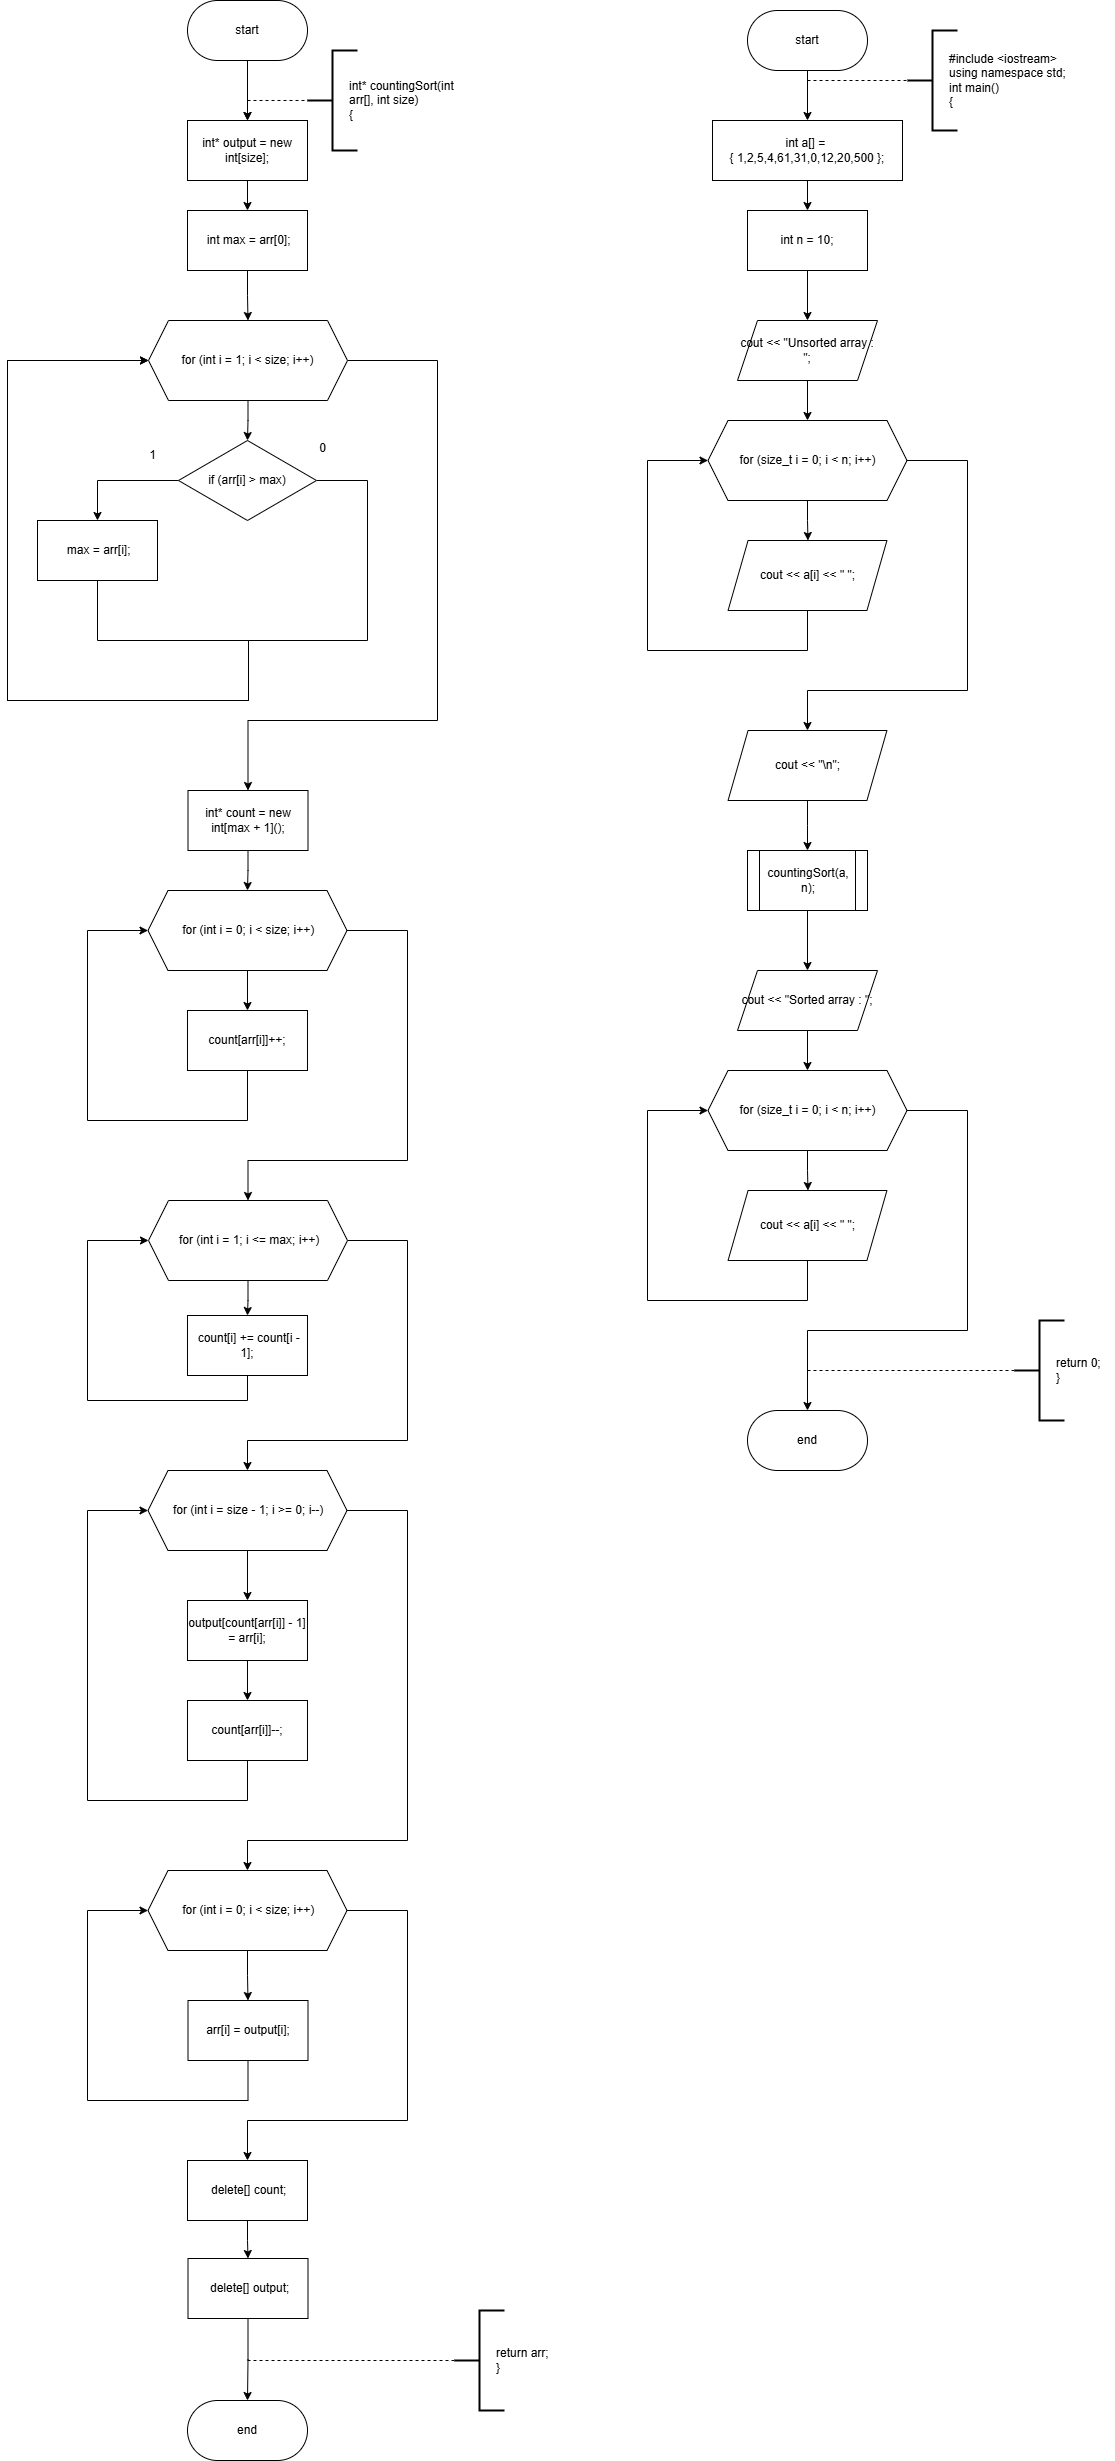 start
int* countingSort(int
arr[], int size)
{
int* output = new
int[size];
int max = arr[0];
for (int i = 1; i < size; i++)
1
0
if (arr[i] > max)
max = arr[i];
int* count = new
int[max + 1]();
for (int i = 0; i < size; i++)
count[arr[i]]++;
for (int i = 1; i <= max; i++)
count[i] += count[i -
1];
for (int i = size - 1; i >= 0; i--)
output[count[arr[i]] - 1]
= arr[i];
count[arr[i]]--;
for (int i = 0; i < size; i++)
arr[i] = output[i];
delete[] count;
delete[] output;
return arr;
}
end
start
#include <iostream>
using namespace std;
int main()
{
int a[] =
{ 1,2,5,4,61,31,0,12,20,500 };
int n = 10;
cout << "Unsorted array :
";
for (size_t i = 0; i < n; i++)
cout << a[i] << " ";
cout << "\n";
countingSort(a,
n);
cout << "Sorted array : ";
for (size_t i = 0; i < n; i++)
cout << a[i] << " ";
return 0;
}
end